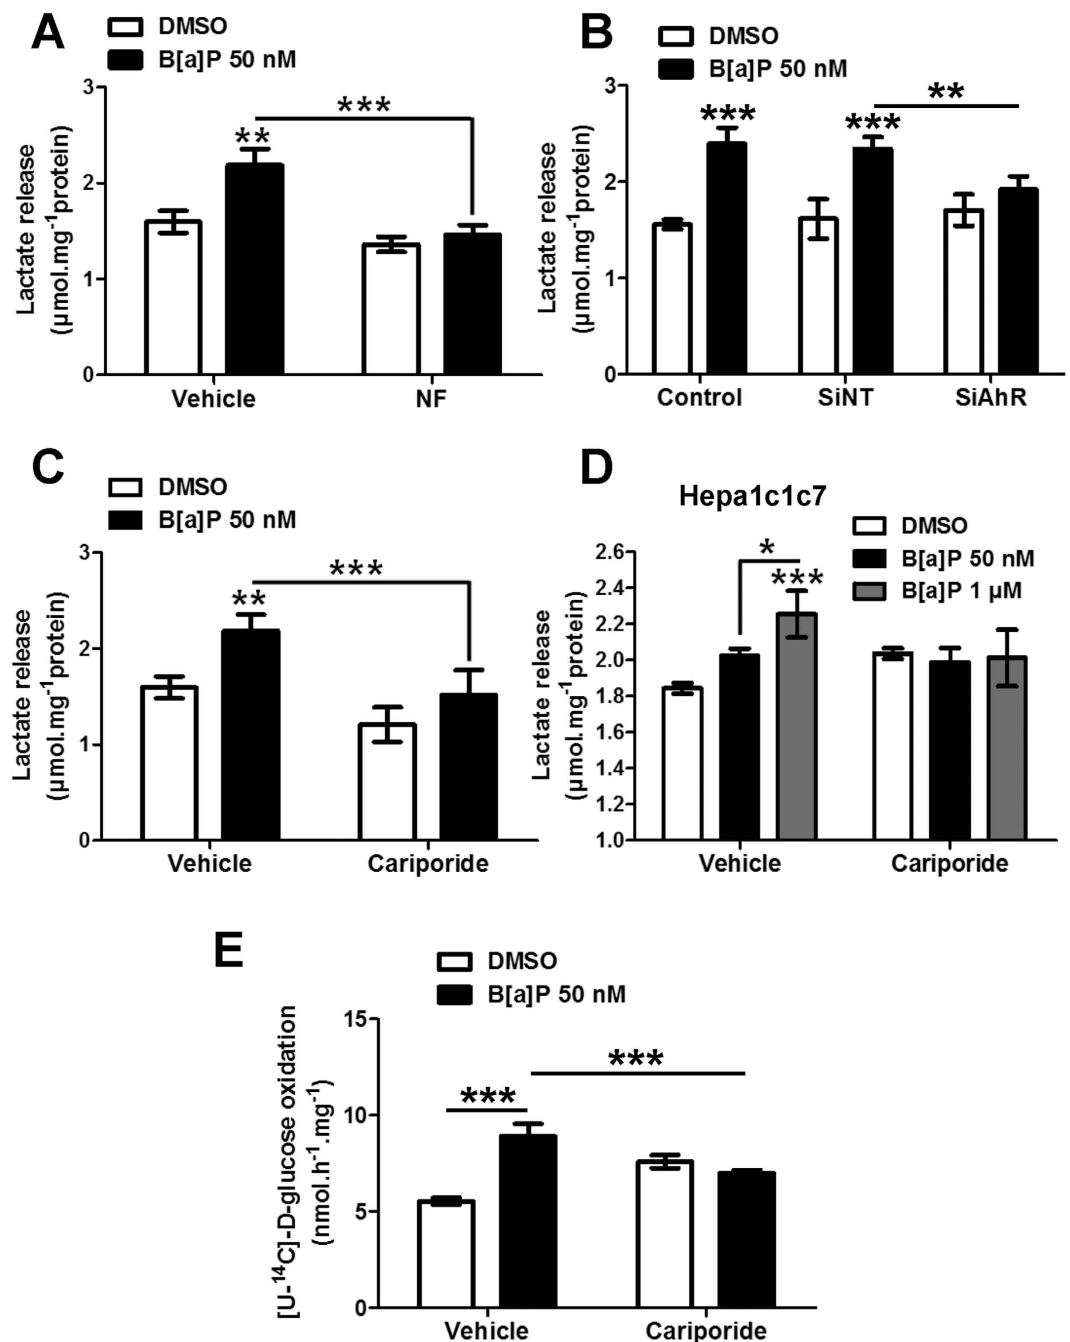 A
DMSO
B[a]P 50 nM
Lactate release
(µmol.mg⁻¹protein)
3
2
1
0
**
***
Vehicle
NF
B
DMSO
B[a]P 50 nM
Lactate release
(µmol.mg⁻¹protein)
3
2
1
0
***
***
**
Control
SiNT
SiAhR
C
DMSO
B[a]P 50 nM
Lactate release
(µmol.mg⁻¹protein)
3
2
1
0
**
***
Vehicle
Cariporide
D
Hepa1c1c7
DMSO
B[a]P 50 nM
B[a]P 1 µM
Lactate release
(µmol.mg⁻¹protein)
2.6
2.4
2.2
2.0
1.8
1.6
1.4
1.2
1.0
*
***
Vehicle
Cariporide
E
DMSO
B[a]P 50 nM
[U-¹⁴C]-D-glucose oxidation
(nmol.h⁻¹.mg⁻¹)
15
10
5
0
***
***
Vehicle
Cariporide